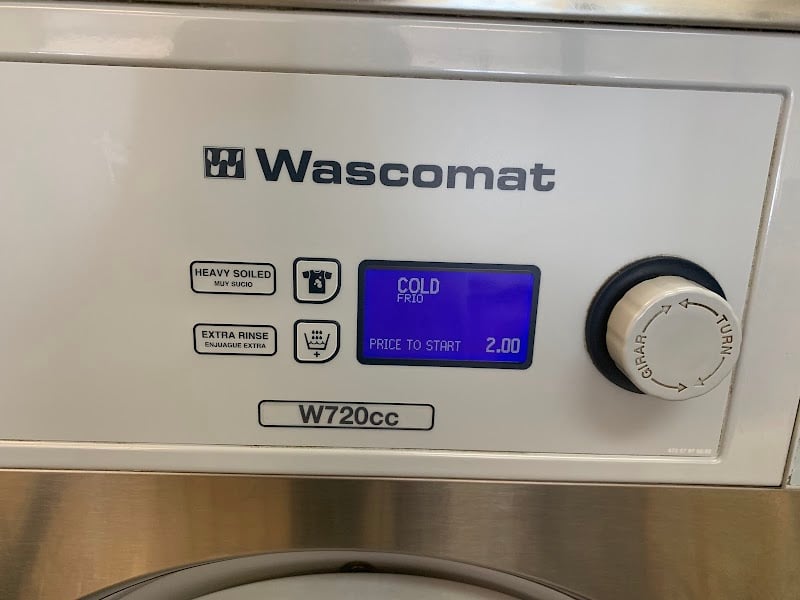 Wascomat
HEAVY SOILED
MUY SUCIO
EXTRA RINSE
ENJUAGUE EXTRA
COLD
FRIO
PRICE TO START 2.00
W720cc
GIRAR
TURN